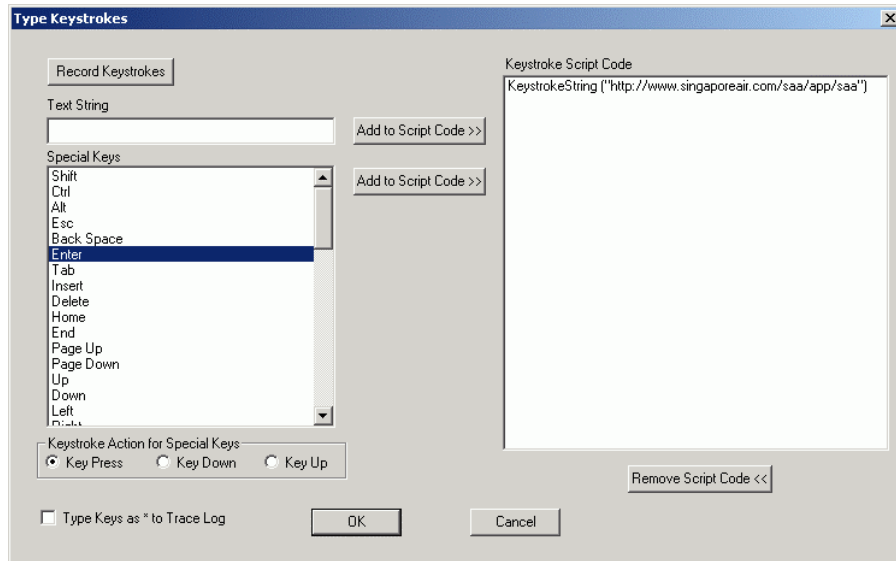 Type Keystrokes
Record Keystrokes
Text String
Add to Script Code >>
Special Keys
Shift
Ctrl
Alt
Esc
Back Space
Enter
Tab
Insert
Delete
Home
End
Page Up
Page Down
Up
Down
Left
Right
Add to Script Code >>
Keystroke Action for Special Keys
Key Press Key Down Key Up
Type Keys as * to Trace Log
OK
Cancel
Keystroke Script Code
KeystrokeString ("http://www.singaporeair.com/saa/app/saa")
Remove Script Code <<